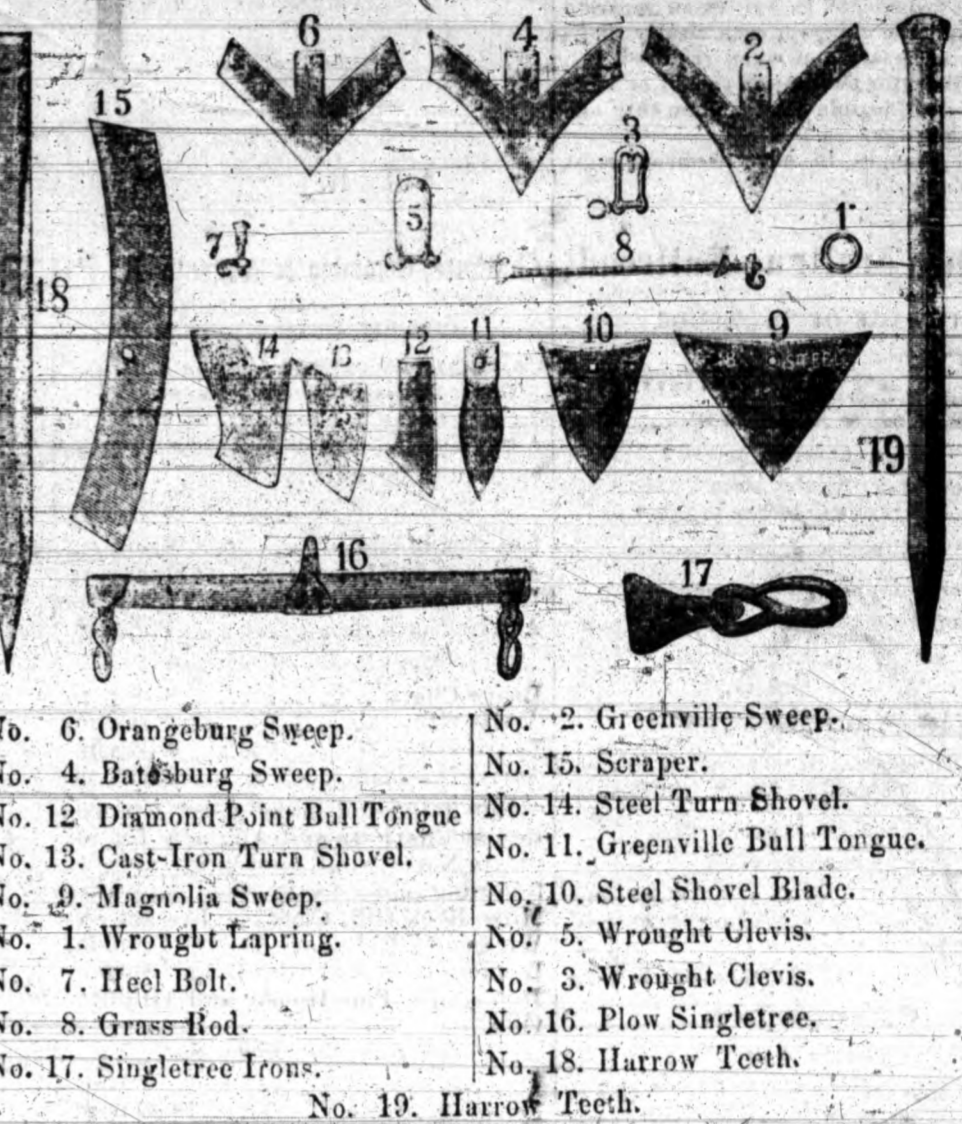 6
4
2
15
3
5
7
8
1
18
14
13
12
11
10
9
STEEL
19
16
17
No. 6. Orangeburg Sweep.
No. 4. Batesburg Sweep.
No. 12 Diamond Point Bull Tongue
No. 13. Cast-Iron Turn Shovel.
No. 9. Magnolia Sweep.
No. 1. Wrought Lapring.
No. 7. Heel Bolt.
No. 8. Grass Rod.
No. 17. Singletree Irons.
No. 2. Greenville Sweep.
No. 15. Scraper.
No. 14. Steel Turn Shovel.
No. 11. Greenville Bull Tongue.
No. 10. Steel Shovel Blade.
No. 5. Wrought Clevis.
No. 3. Wrought Clevis.
No. 16. Plow Singletree.
No. 18. Harrow Teeth.
No. 19. Harrow Teeth.